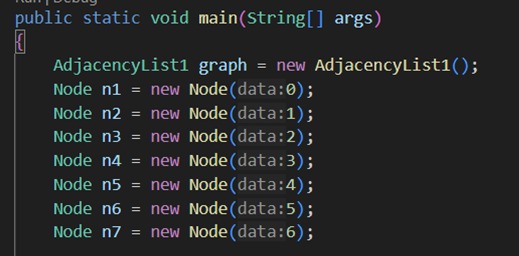 Run | Debug
public static void main(String[] args)
{
AdjacencyList1 graph = new AdjacencyList1();
Node n1 = new Node(data:0);
Node n2 = new Node(data:1);
Node n3 = new Node(data:2);
Node n4 = new Node(data:3);
Node n5 = new Node(data:4);
Node n6 = new Node(data:5);
Node n7 = new Node(data:6);